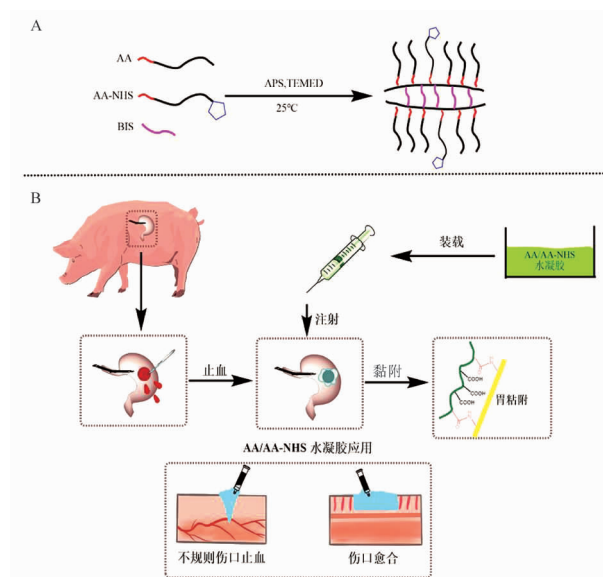 A
AA
AA-NHS
BIS
APS,TEMED
25℃
B
装载
AA/AA-NHS
水凝胶
注射
止血
黏附
COOH
COOH
COOH
胃粘附
AA/AA-NHS 水凝胶应用
不规则伤口止血
伤口愈合